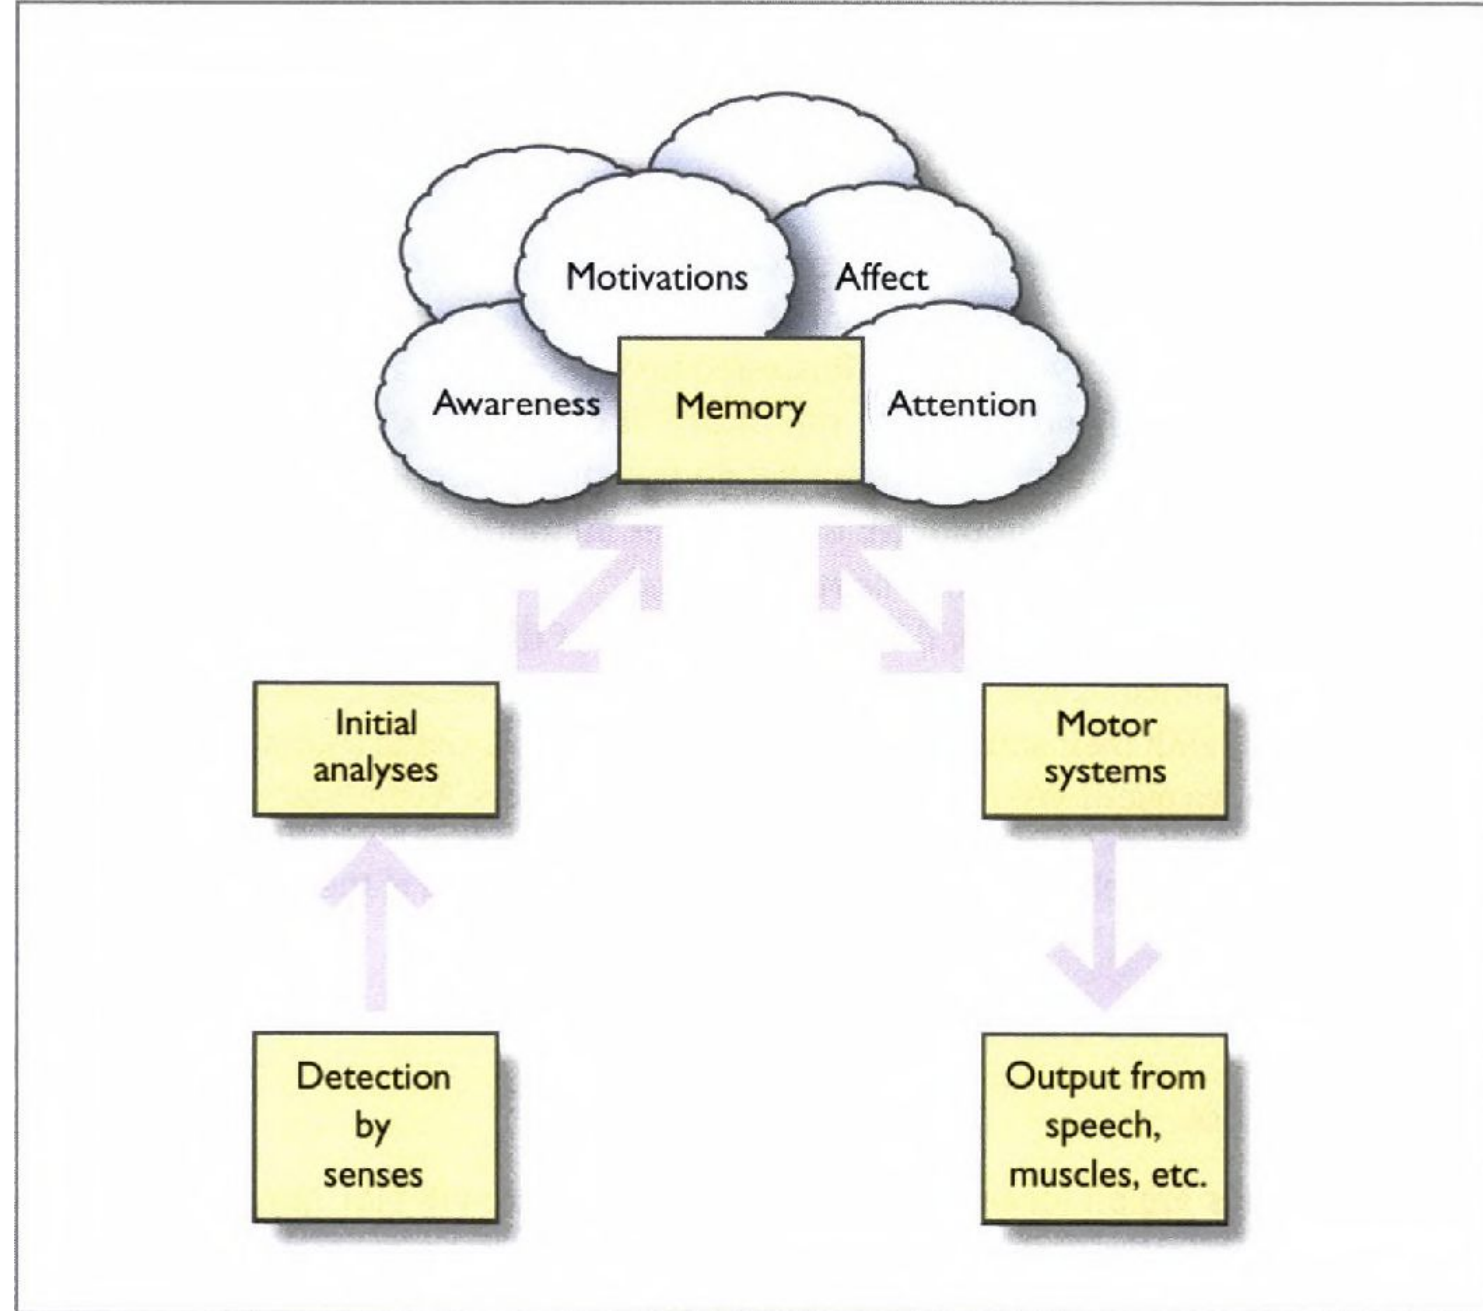 Motivations
Affect
Awareness
Memory
Attention
Initial
analyses
Motor
systems
Detection
by
senses
Output from
speech,
muscles, etc.